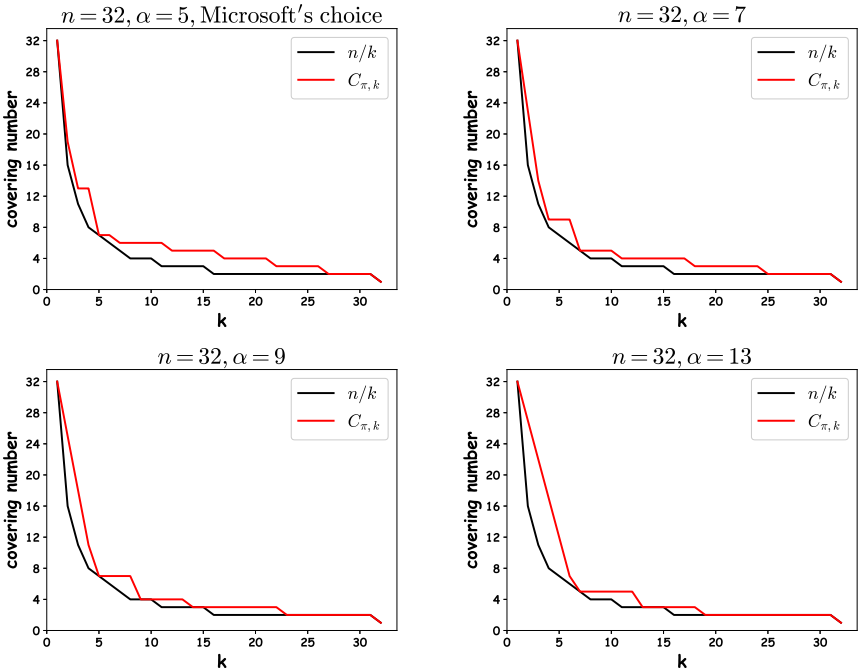 n = 32, α = 5, Microsoft's choice
covering number
32
28
24
20
16
12
8
4
0
n/k
C_{π,k}
0 5 10 15 20 25 30
k
n = 32, α = 7
covering number
32
28
24
20
16
12
8
4
0
n/k
C_{π,k}
0 5 10 15 20 25 30
k
n = 32, α = 9
covering number
32
28
24
20
16
12
8
4
0
n/k
C_{π,k}
0 5 10 15 20 25 30
k
n = 32, α = 13
covering number
32
28
24
20
16
12
8
4
0
n/k
C_{π,k}
0 5 10 15 20 25 30
k